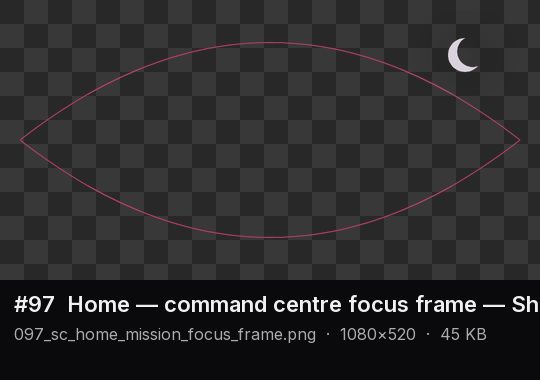 #97 Home — command centre focus frame — Sh
097_sc_home_mission_focus_frame.png · 1080×520 · 45 KB